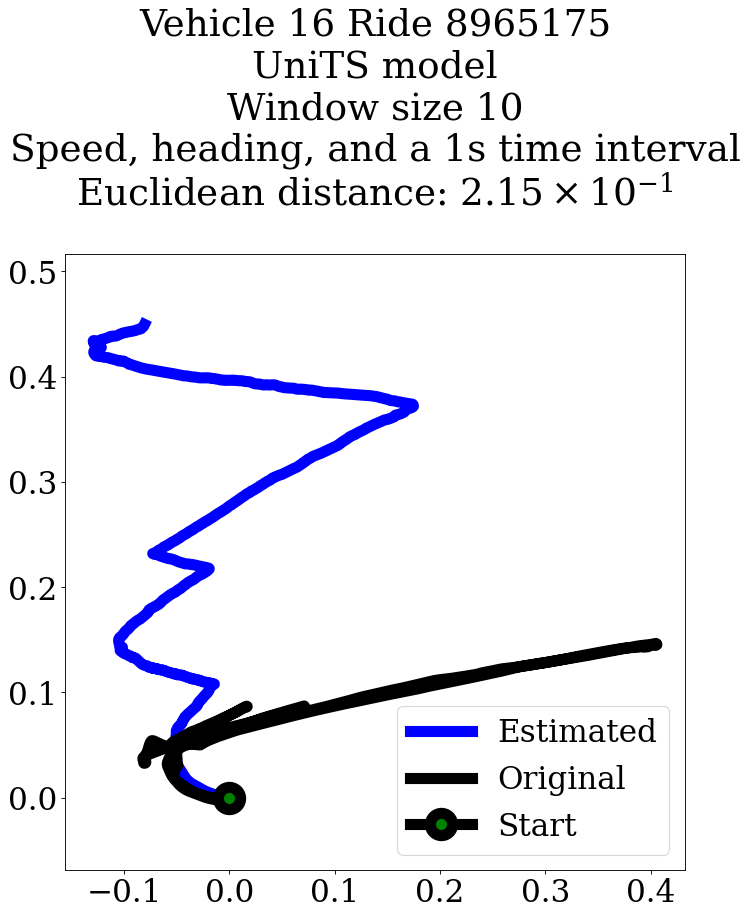 Vehicle 16 Ride 8965175
UniTS model
Window size 10
Speed, heading, and a 1s time interval
Euclidean distance: 2.15 × 10⁻¹
0.5
0.4
0.3
0.2
0.1
0.0
Estimated
Original
Start
−0.1 0.0 0.1 0.2 0.3 0.4